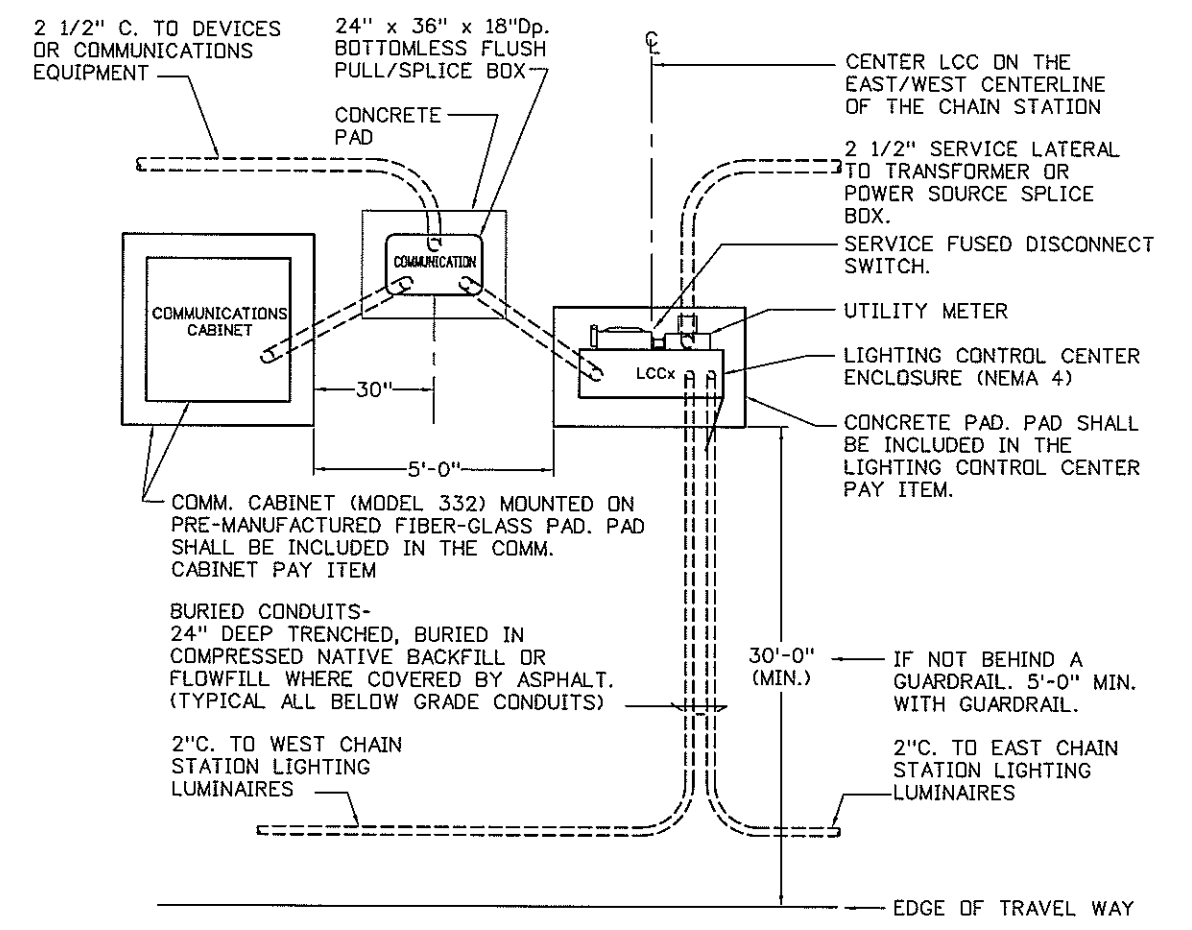 2 1/2" C. TO DEVICES
OR COMMUNICATIONS
EQUIPMENT
24" x 36" x 18"Dp.
BOTTOMLESS FLUSH
PULL/SPLICE BOX
CONCRETE
PAD
℄
CENTER LCC ON THE
EAST/WEST CENTERLINE
OF THE CHAIN STATION
2 1/2" SERVICE LATERAL
TO TRANSFORMER OR
POWER SOURCE SPLICE
BOX.
SERVICE FUSED DISCONNECT
SWITCH.
UTILITY METER
LIGHTING CONTROL CENTER
ENCLOSURE (NEMA 4)
CONCRETE PAD. PAD SHALL
BE INCLUDED IN THE
LIGHTING CONTROL CENTER
PAY ITEM.
COMMUNICATIONS
CABINET
COMMUNICATION
LCCx
30"
5'-0"
COMM. CABINET (MODEL 332) MOUNTED ON
PRE-MANUFACTURED FIBER-GLASS PAD. PAD
SHALL BE INCLUDED IN THE COMM.
CABINET PAY ITEM
BURIED CONDUITS-
24" DEEP TRENCHED, BURIED IN
COMPRESSED NATIVE BACKFILL OR
FLOWFILL WHERE COVERED BY ASPHALT.
(TYPICAL ALL BELOW GRADE CONDUITS)
30'-0"
(MIN.)
IF NOT BEHIND A
GUARDRAIL. 5'-0" MIN.
WITH GUARDRAIL.
2"C. TO WEST CHAIN
STATION LIGHTING
LUMINAIRES
2"C. TO EAST CHAIN
STATION LIGHTING
LUMINAIRES
EDGE OF TRAVEL WAY